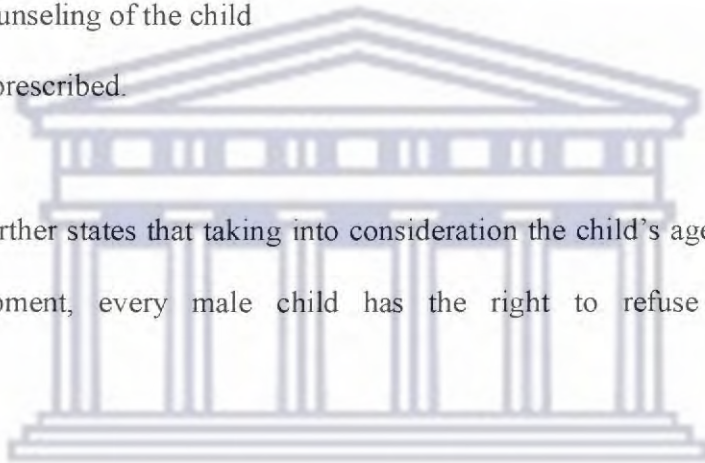 unseling of the child
prescribed.
rther states that taking into consideration the child's age
pment, every male child has the right to refuse